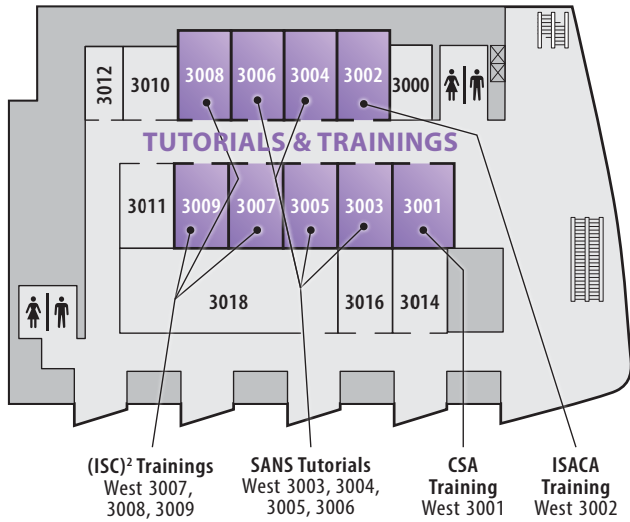 3012
3010
3008
3006
3004
3002
3000
TUTORIALS & TRAININGS
3011
3009
3007
3005
3003
3001
3018
3016
3014
(ISC)² Trainings
West 3007,
3008, 3009
SANS Tutorials
West 3003, 3004,
3005, 3006
CSA
Training
West 3001
ISACA
Training
West 3002